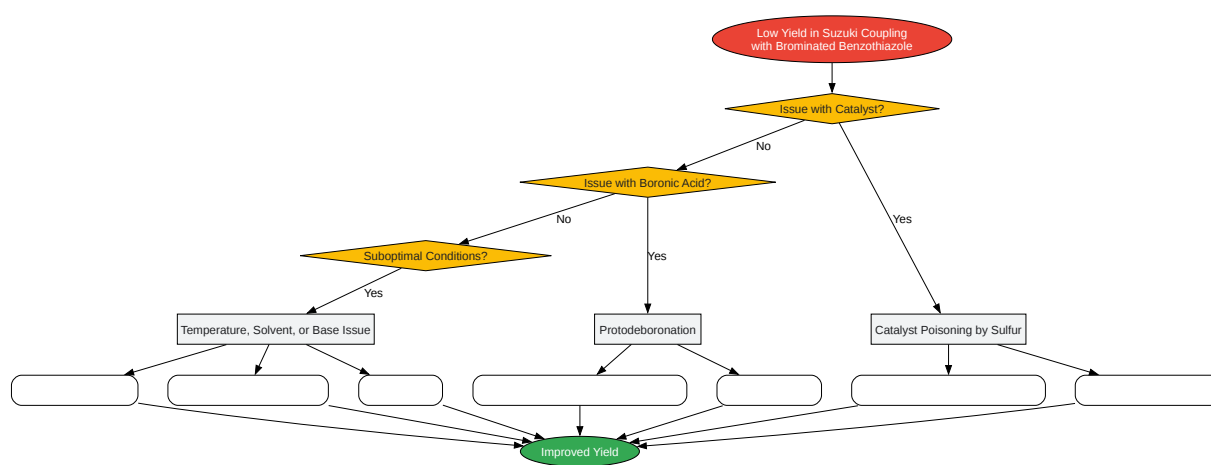 Low Yield in Suzuki Coupling
with Brominated Benzothiazole
Issue with Catalyst?
No
Issue with Boronic Acid?
No
Yes
Suboptimal Conditions?
Yes
Yes
Temperature, Solvent, or Base Issue
Protodeboronation
Catalyst Poisoning by Sulfur
Improved Yield